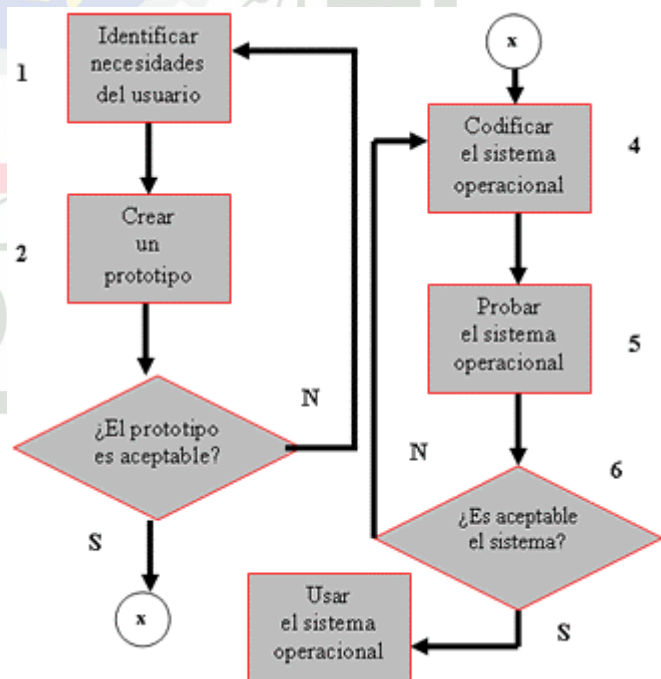 1
Identificar
necesidades
del usuario
2
Crear
un
prototipo
¿El prototipo
es aceptable?
N
S
x
x
Codificar
el sistema
operacional
4
Probar
el sistema
operacional
5
N
6
¿Es aceptable
el sistema?
S
Usar
el sistema
operacional